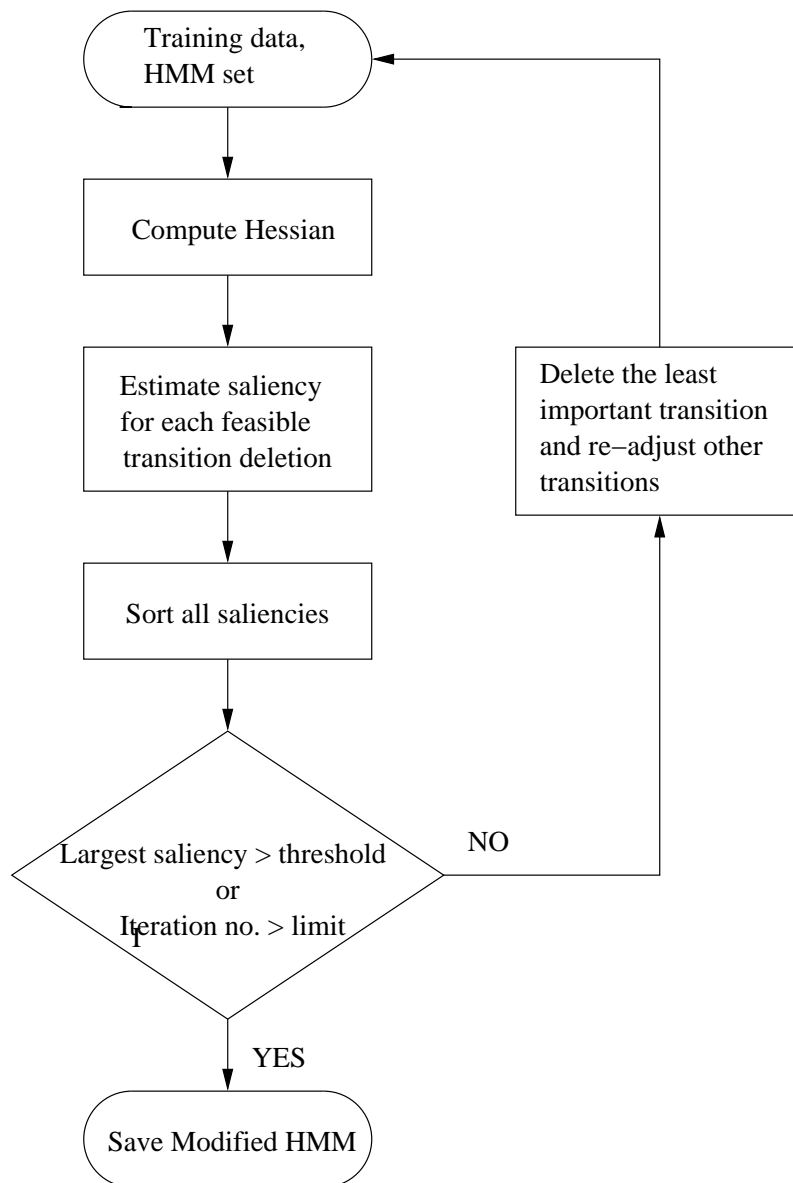 Training data,
HMM set
Compute Hessian
Estimate saliency
for each feasible
transition deletion
Sort all saliencies
Largest saliency > threshold
or
Iteration no. > limit
I
NO
Delete the least
important transition
and re−adjust other
transitions
YES
Save Modified HMM